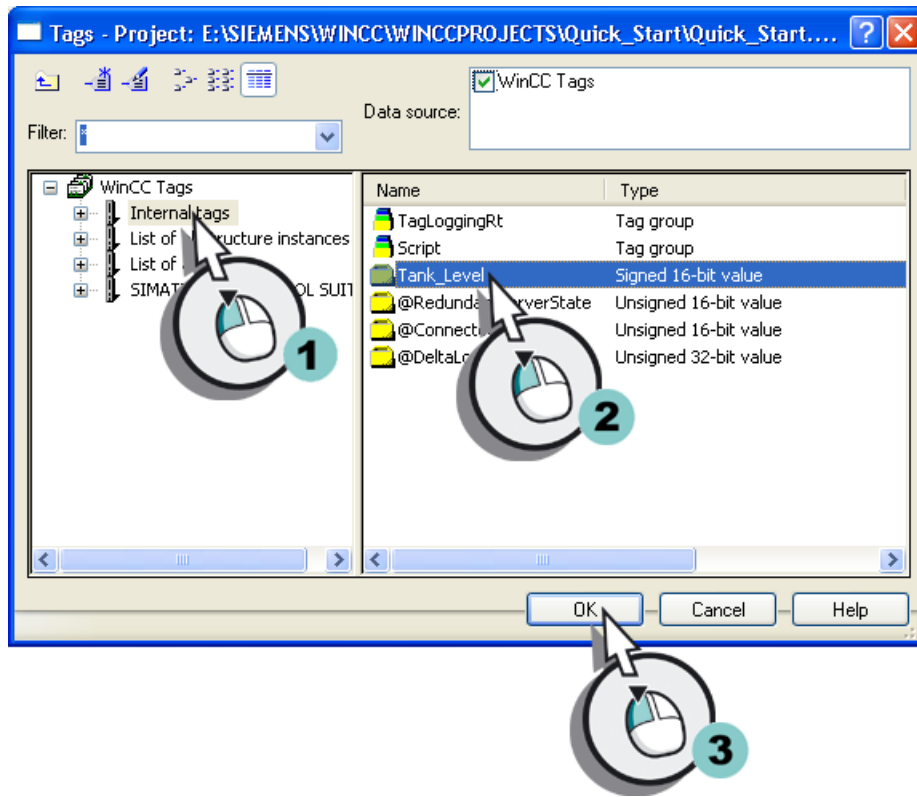 Tags - Project: E:\SIEMENS\WINCC\WINCCPROJECTS\Quick_Start\Quick_Start....
Data source:
WinCC Tags
Filter: *
WinCC Tags
Internal tags
List of ructure instances
List of
SIMAT OL SUIT
Name Type
TagLoggingRt Tag group
Script Tag group
Tank_Level Signed 16-bit value
@Redunda erverState Unsigned 16-bit value
@Connect Unsigned 16-bit value
@DeltaLo Unsigned 32-bit value
1
2
OK Cancel Help
3